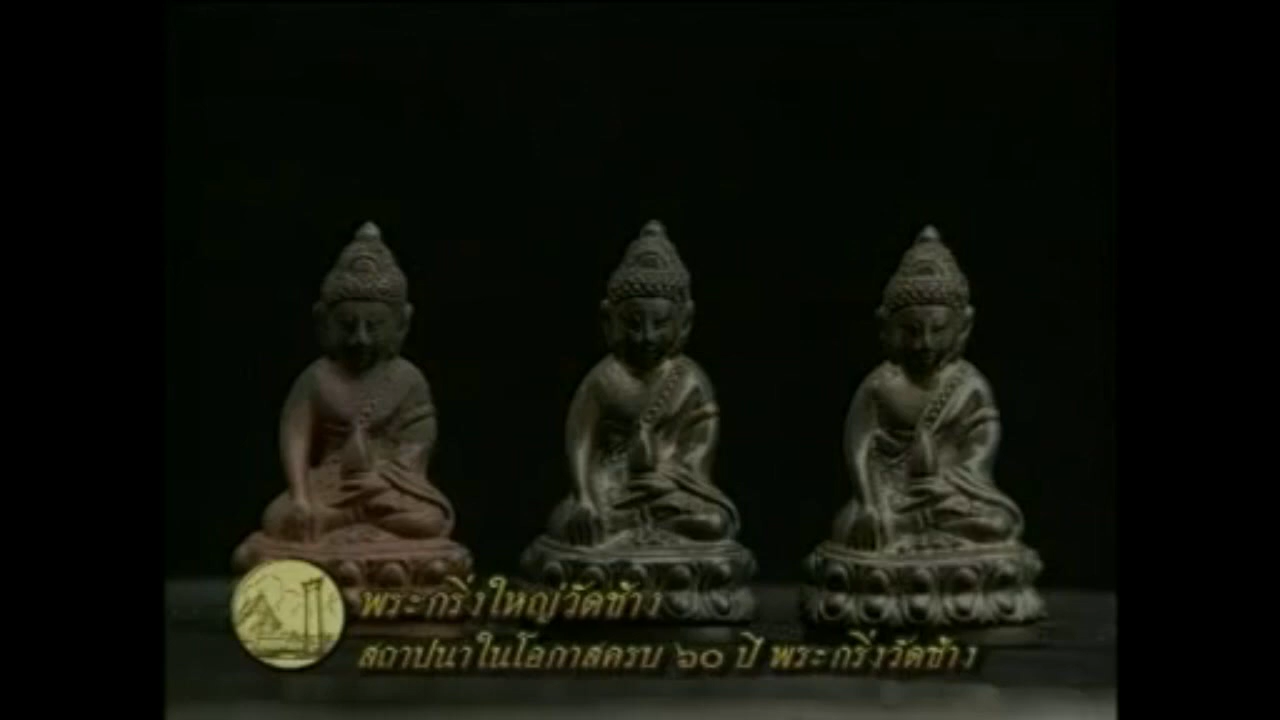 พระกริ่งใหญ่วัดช้าง
สถาปนาในโอกาสครบ ๖๐ ปี พระกริ่งวัดช้าง